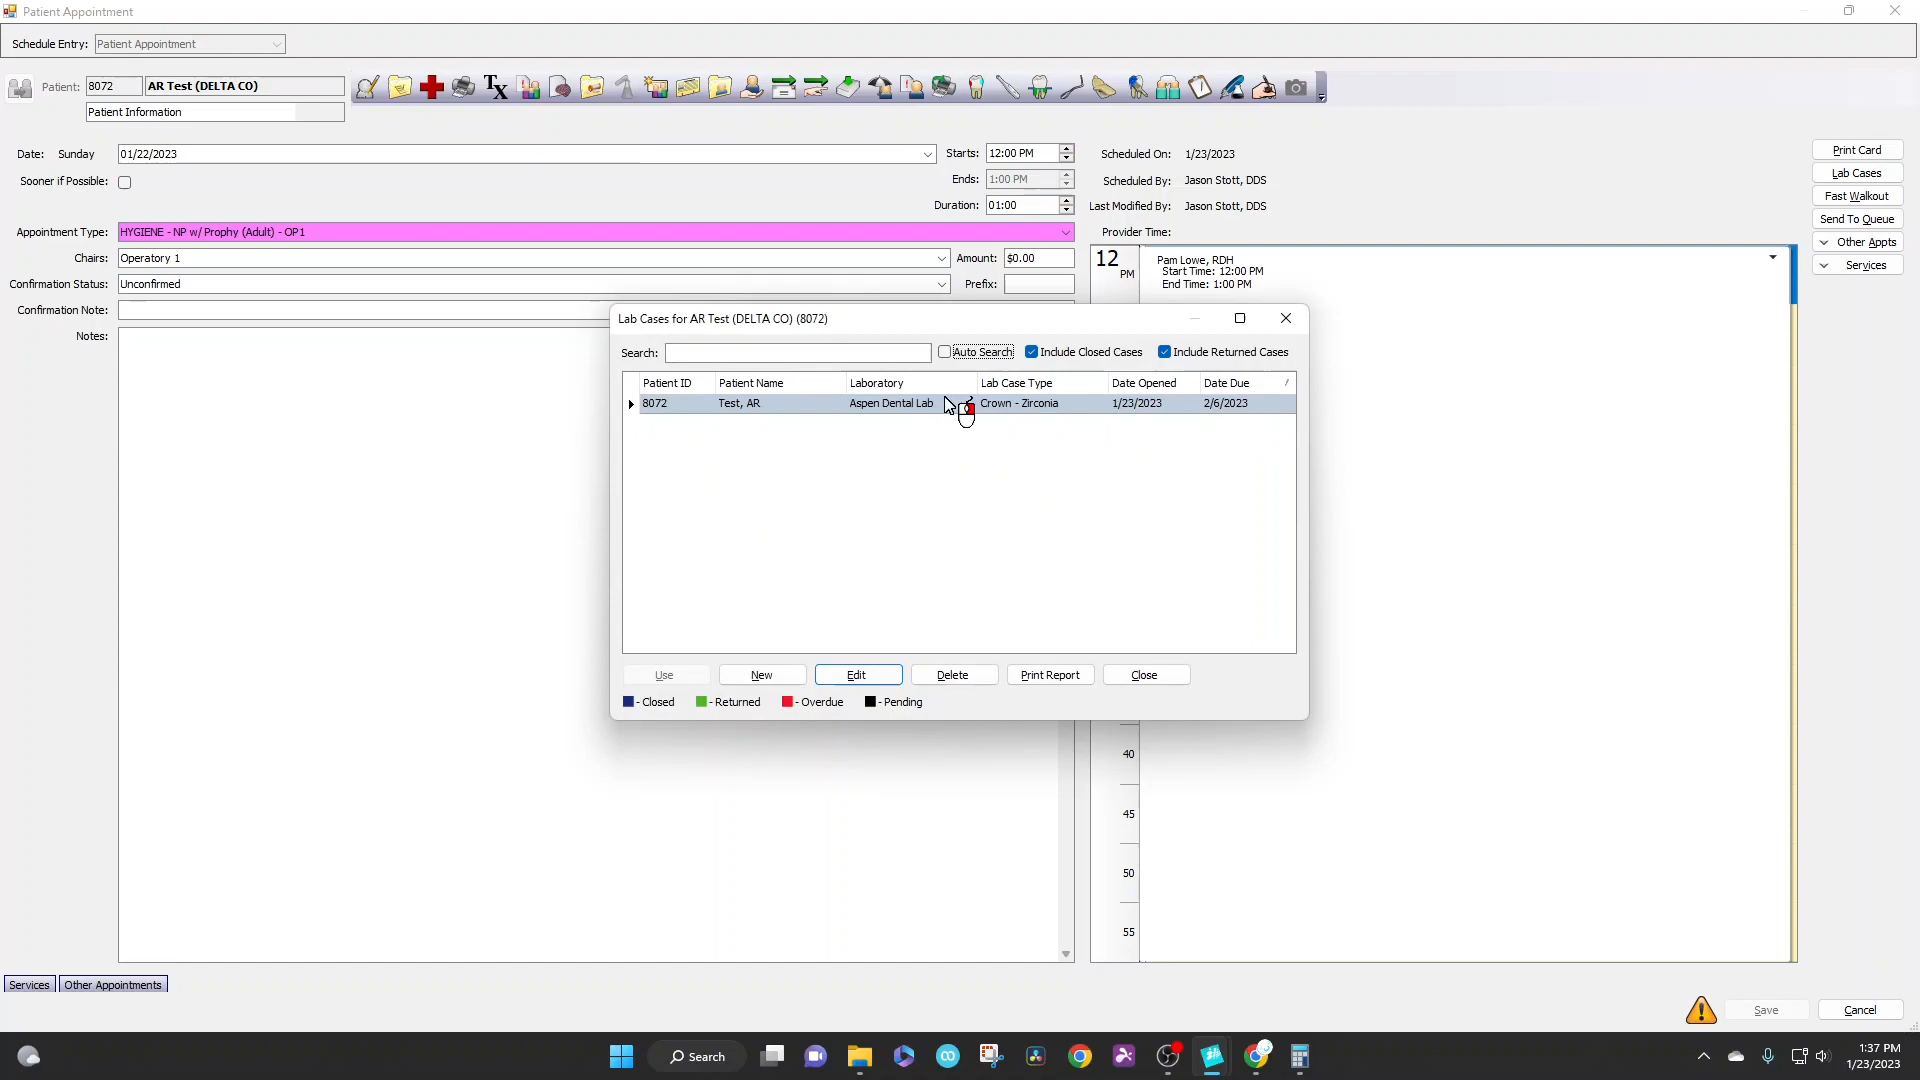 Patient Appointment
Schedule Entry: Patient Appointment
Patient: 8072 AR Test (DELTA CO)
Patient Information
Tx
Date: Sunday 01/22/2023 Starts: 12:00 PM Scheduled On: 1/23/2023 Print Card
Sooner if Possible: Ends: 1:00 PM Scheduled By: Jason Stott, DDS Lab Cases
Duration: 01:00 Last Modified By: Jason Stott, DDS Fast Walkout
Send To Queue
Appointment Type: HYGIENE - NP w/ Prophy (Adult) - OP1 Provider Time:
Other Appts
Chairs: Operatory 1 Amount: $0.00 12 PM Pam Lowe, RDH
Services
Start Time: 12:00 PM
Confirmation Status: Unconfirmed Prefix: End Time: 1:00 PM
Confirmation Note:
Notes:
Lab Cases for AR Test (DELTA CO) (8072)
Search: Auto Search Include Closed Cases Include Returned Cases
Patient ID Patient Name Laboratory Lab Case Type Date Opened Date Due
8072 Test, AR Aspen Dental Lab Crown - Zirconia 1/23/2023 2/6/2023
Use New Edit Delete Print Report Close
- Closed - Returned - Overdue - Pending
40
45
50
55
Services Other Appointments
Save Cancel
Search
1:37 PM
1/23/2023